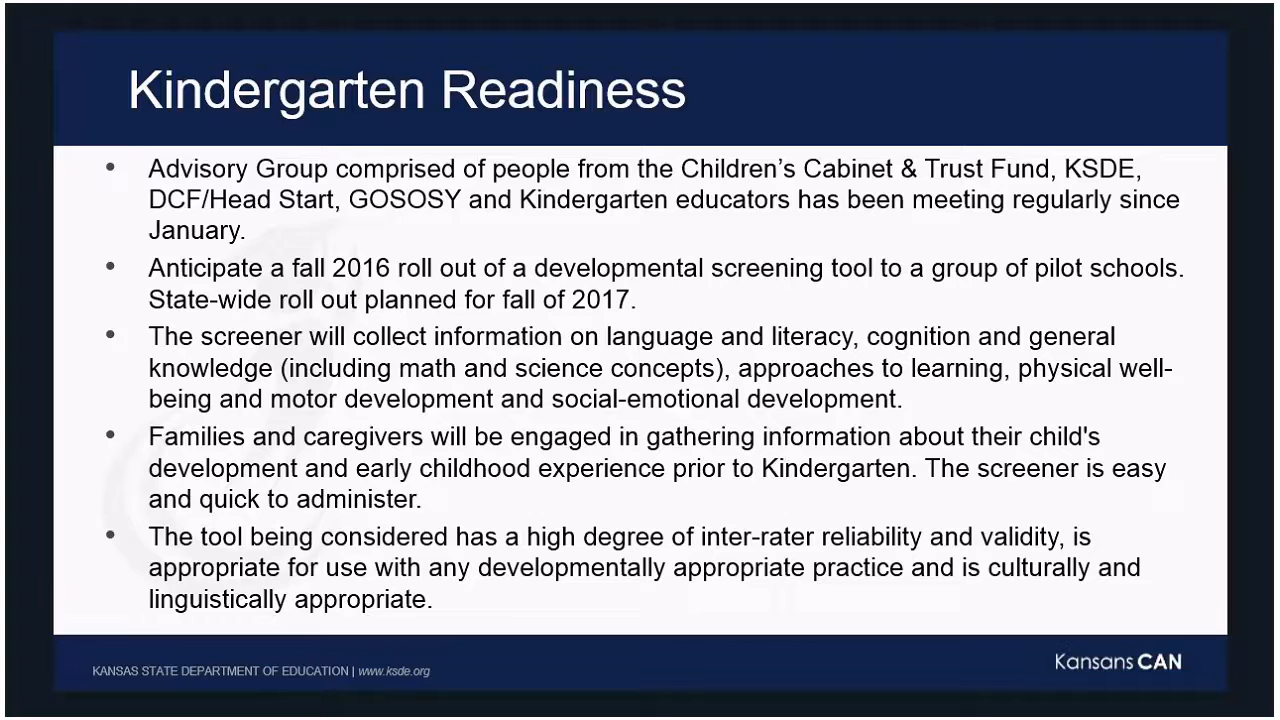 Kindergarten Readiness
• Advisory Group comprised of people from the Children’s Cabinet & Trust Fund, KSDE,
DCF/Head Start, GOSOSY and Kindergarten educators has been meeting regularly since
January.
• Anticipate a fall 2016 roll out of a developmental screening tool to a group of pilot schools.
State-wide roll out planned for fall of 2017.
• The screener will collect information on language and literacy, cognition and general
knowledge (including math and science concepts), approaches to learning, physical well-
being and motor development and social-emotional development.
• Families and caregivers will be engaged in gathering information about their child's
development and early childhood experience prior to Kindergarten. The screener is easy
and quick to administer.
• The tool being considered has a high degree of inter-rater reliability and validity, is
appropriate for use with any developmentally appropriate practice and is culturally and
linguistically appropriate.
KANSAS STATE DEPARTMENT OF EDUCATION | www.ksde.org
KansansCAN